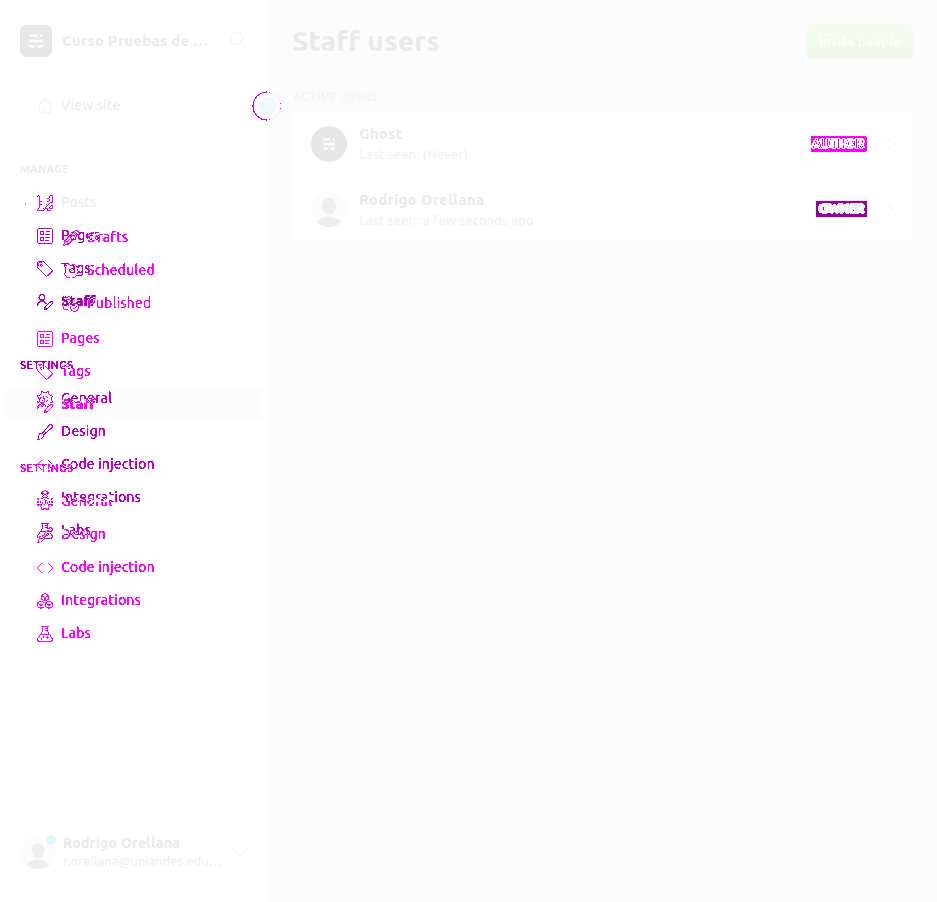 Curso Pruebas de ...
View site
MANAGE
Posts
Pages
Drafts
Tags
Scheduled
Staff
Published
Pages
SETTINGS
Tags
General
Staff
Design
Code injection
SETTINGS
Integrations
General
Labs
Design
Code injection
Integrations
Labs
Rodrigo Orellana
r.orellana@uniandes.edu...
Staff users
Invite people
ACTIVE USERS
Ghost
Last seen: (Never)
AUTHOR
Rodrigo Orellana
Last seen: a few seconds ago
OWNER